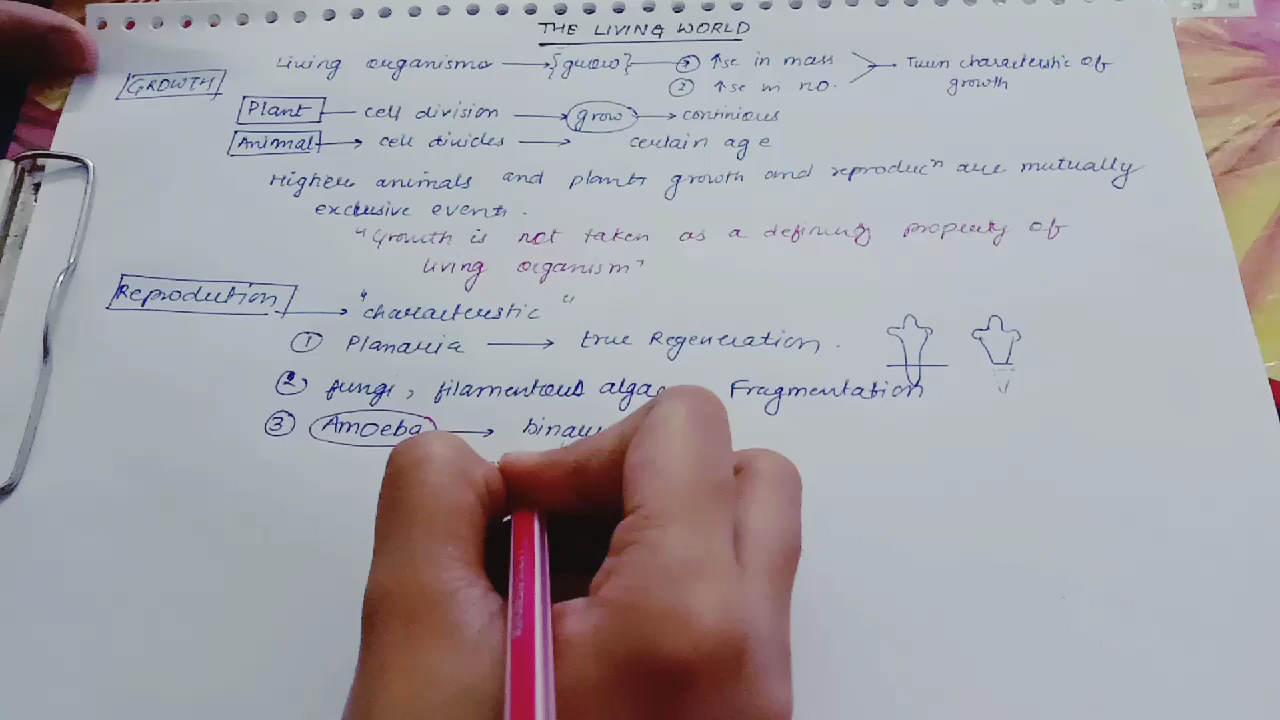 THE LIVING WORLD
Living organisms → {grow} → ① ↑se in mass → Twin characteristic of growth
② ↑se in no.
GROWTH
Plant → cell division → grow → continious
Animal → cell divides → certain age
Higher animals and plants growth and reproducⁿ are mutually
exclusive events.
"Growth is not taken as a defining property of
living organism"
Reprodution → "characteristic"
① Planaria → true Regeneration.
② fungi, filamentous algae Fragmentation
③ Amoeba → binary